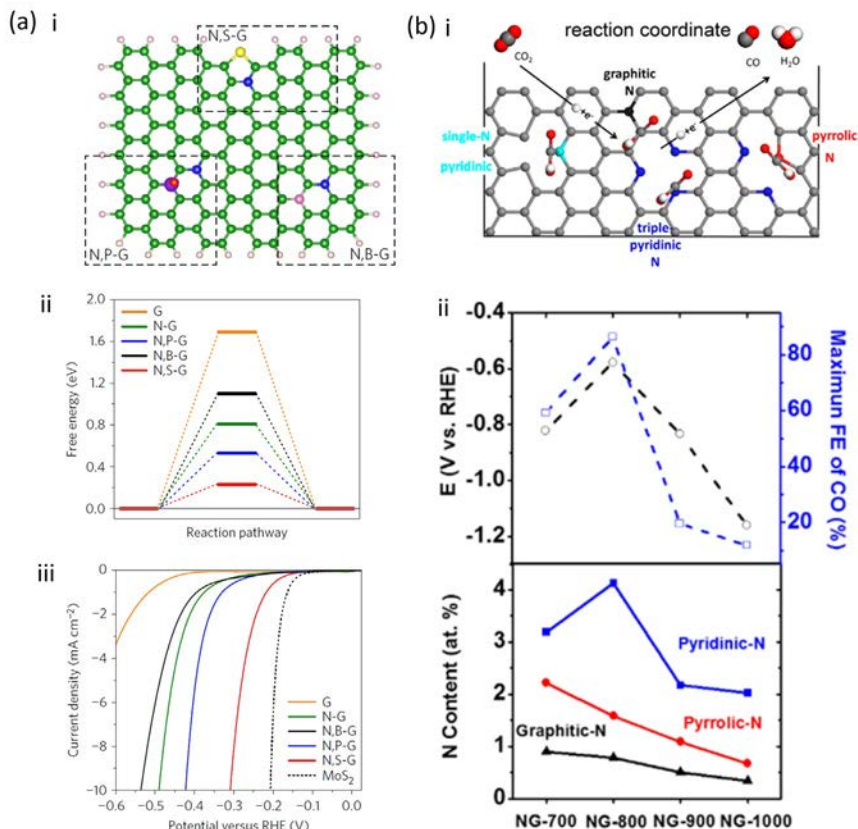 (a) i
N,S-G
N,P-G
N,B-G
ii
2.0
1.6
1.2
0.8
0.4
0.0
Free energy (eV)
G
N-G
N,P-G
N,B-G
N,S-G
Reaction pathway
iii
0
−2
−4
−6
−8
−10
Current density (mA cm⁻²)
G
N-G
N,B-G
N,P-G
N,S-G
MoS₂
−0.6 −0.5 −0.4 −0.3 −0.2 −0.1 0.0
Potential versus RHE (V)
(b) i
reaction coordinate
CO₂
CO
H₂O
graphitic
N
+e⁻
+e⁻
single-N
pyridinic
pyrrolic
N
triple-
pyridinic
N
ii
-0.4
-0.6
-0.8
-1.0
-1.2
E (V vs. RHE)
80
60
40
20
Maximun FE of CO (%)
4
3
2
1
0
N Content (at. %)
Pyridinic-N
Pyrrolic-N
Graphitic-N
NG-700 NG-800 NG-900 NG-1000